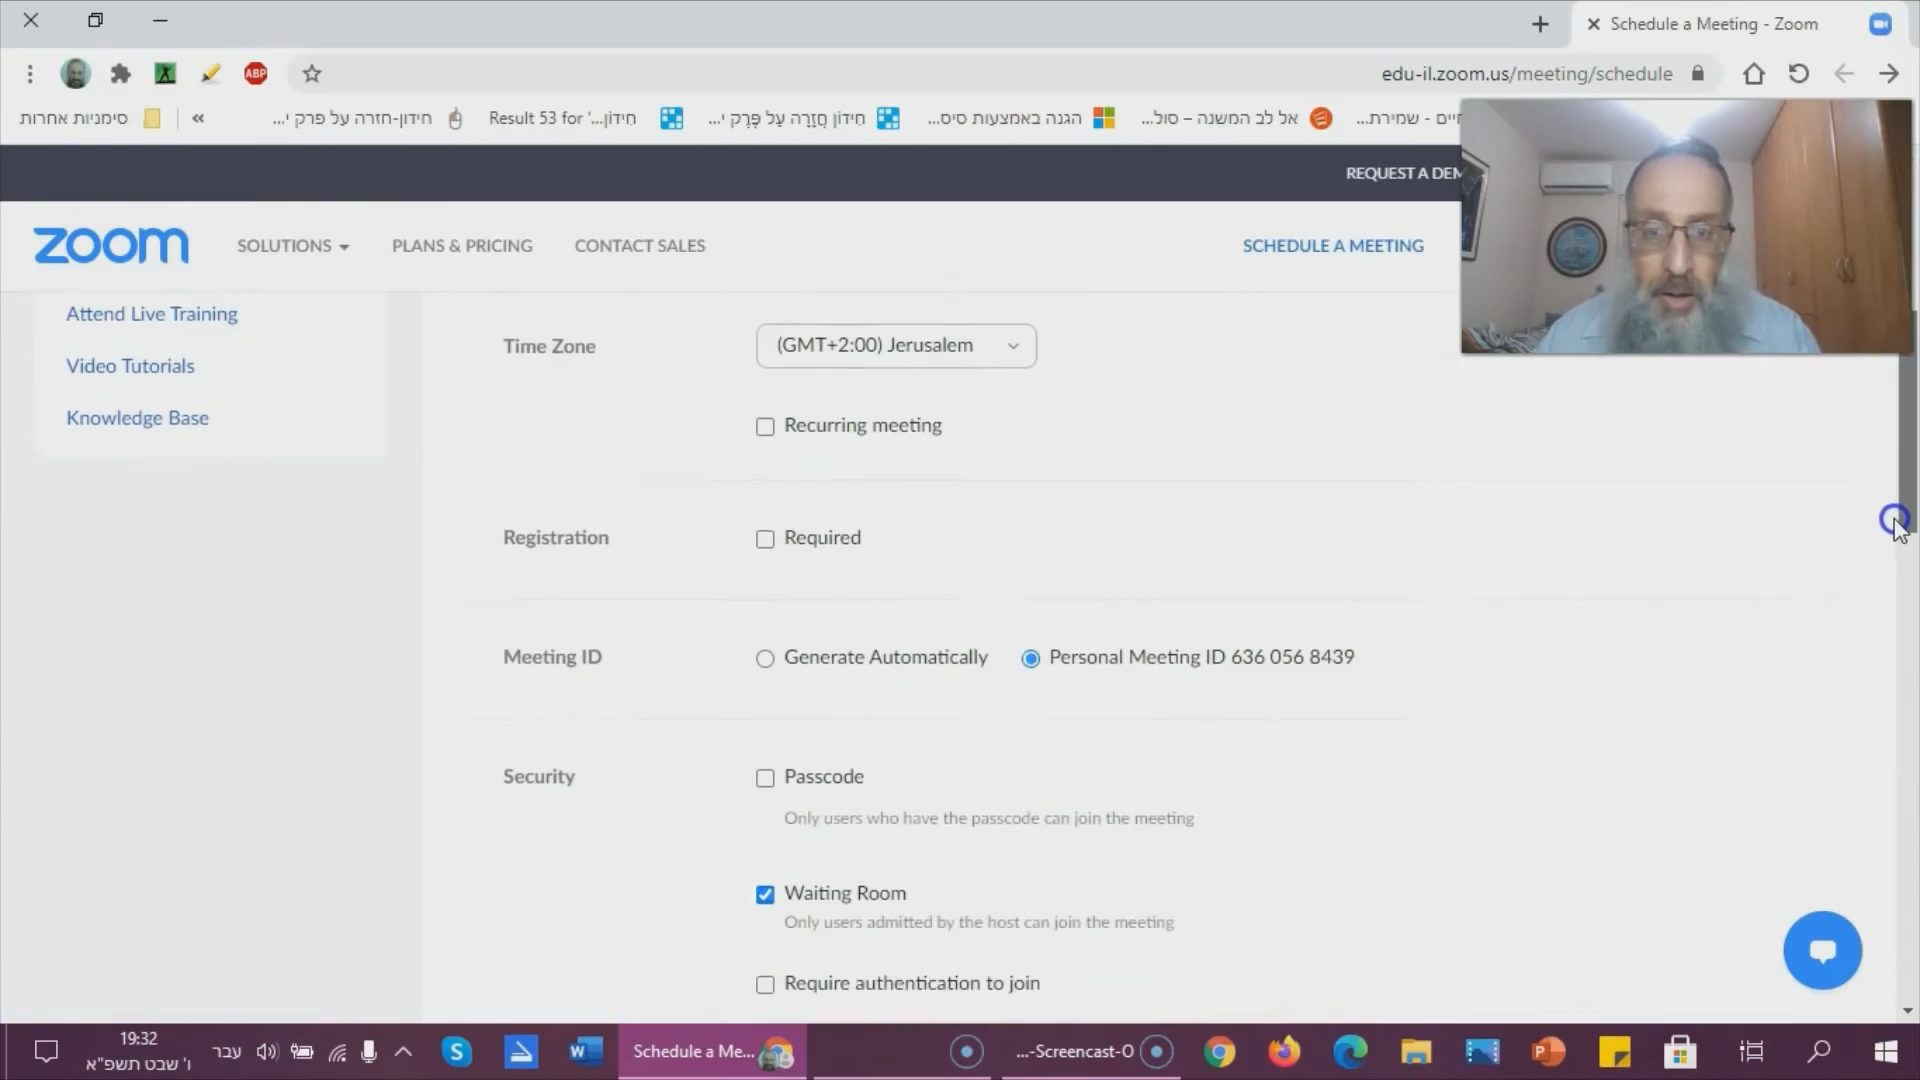 Schedule a Meeting - Zoom
ABP
edu-il.zoom.us/meeting/schedule
חיים - שמירת...
אל לב המשנה – סול...
הגנה באמצעות סיס...
חִידוֹן חֲזָרָה עַל פֶּרֶק י...
Result 53 for '...חִידוֹן
חידון-חזרה על פרק י...
«
סימניות אחרות
REQUEST A DEM
zoom
SOLUTIONS
PLANS & PRICING
CONTACT SALES
SCHEDULE A MEETING
Attend Live Training
Video Tutorials
Knowledge Base
Time Zone
(GMT+2:00) Jerusalem
Recurring meeting
Registration
Required
Meeting ID
Generate Automatically
Personal Meeting ID 636 056 8439
Security
Passcode
Only users who have the passcode can join the meeting
Waiting Room
Only users admitted by the host can join the meeting
Require authentication to join
19:32
ו' שבט תשפ"א
עבר
Schedule a Me...
...-Screencast-O